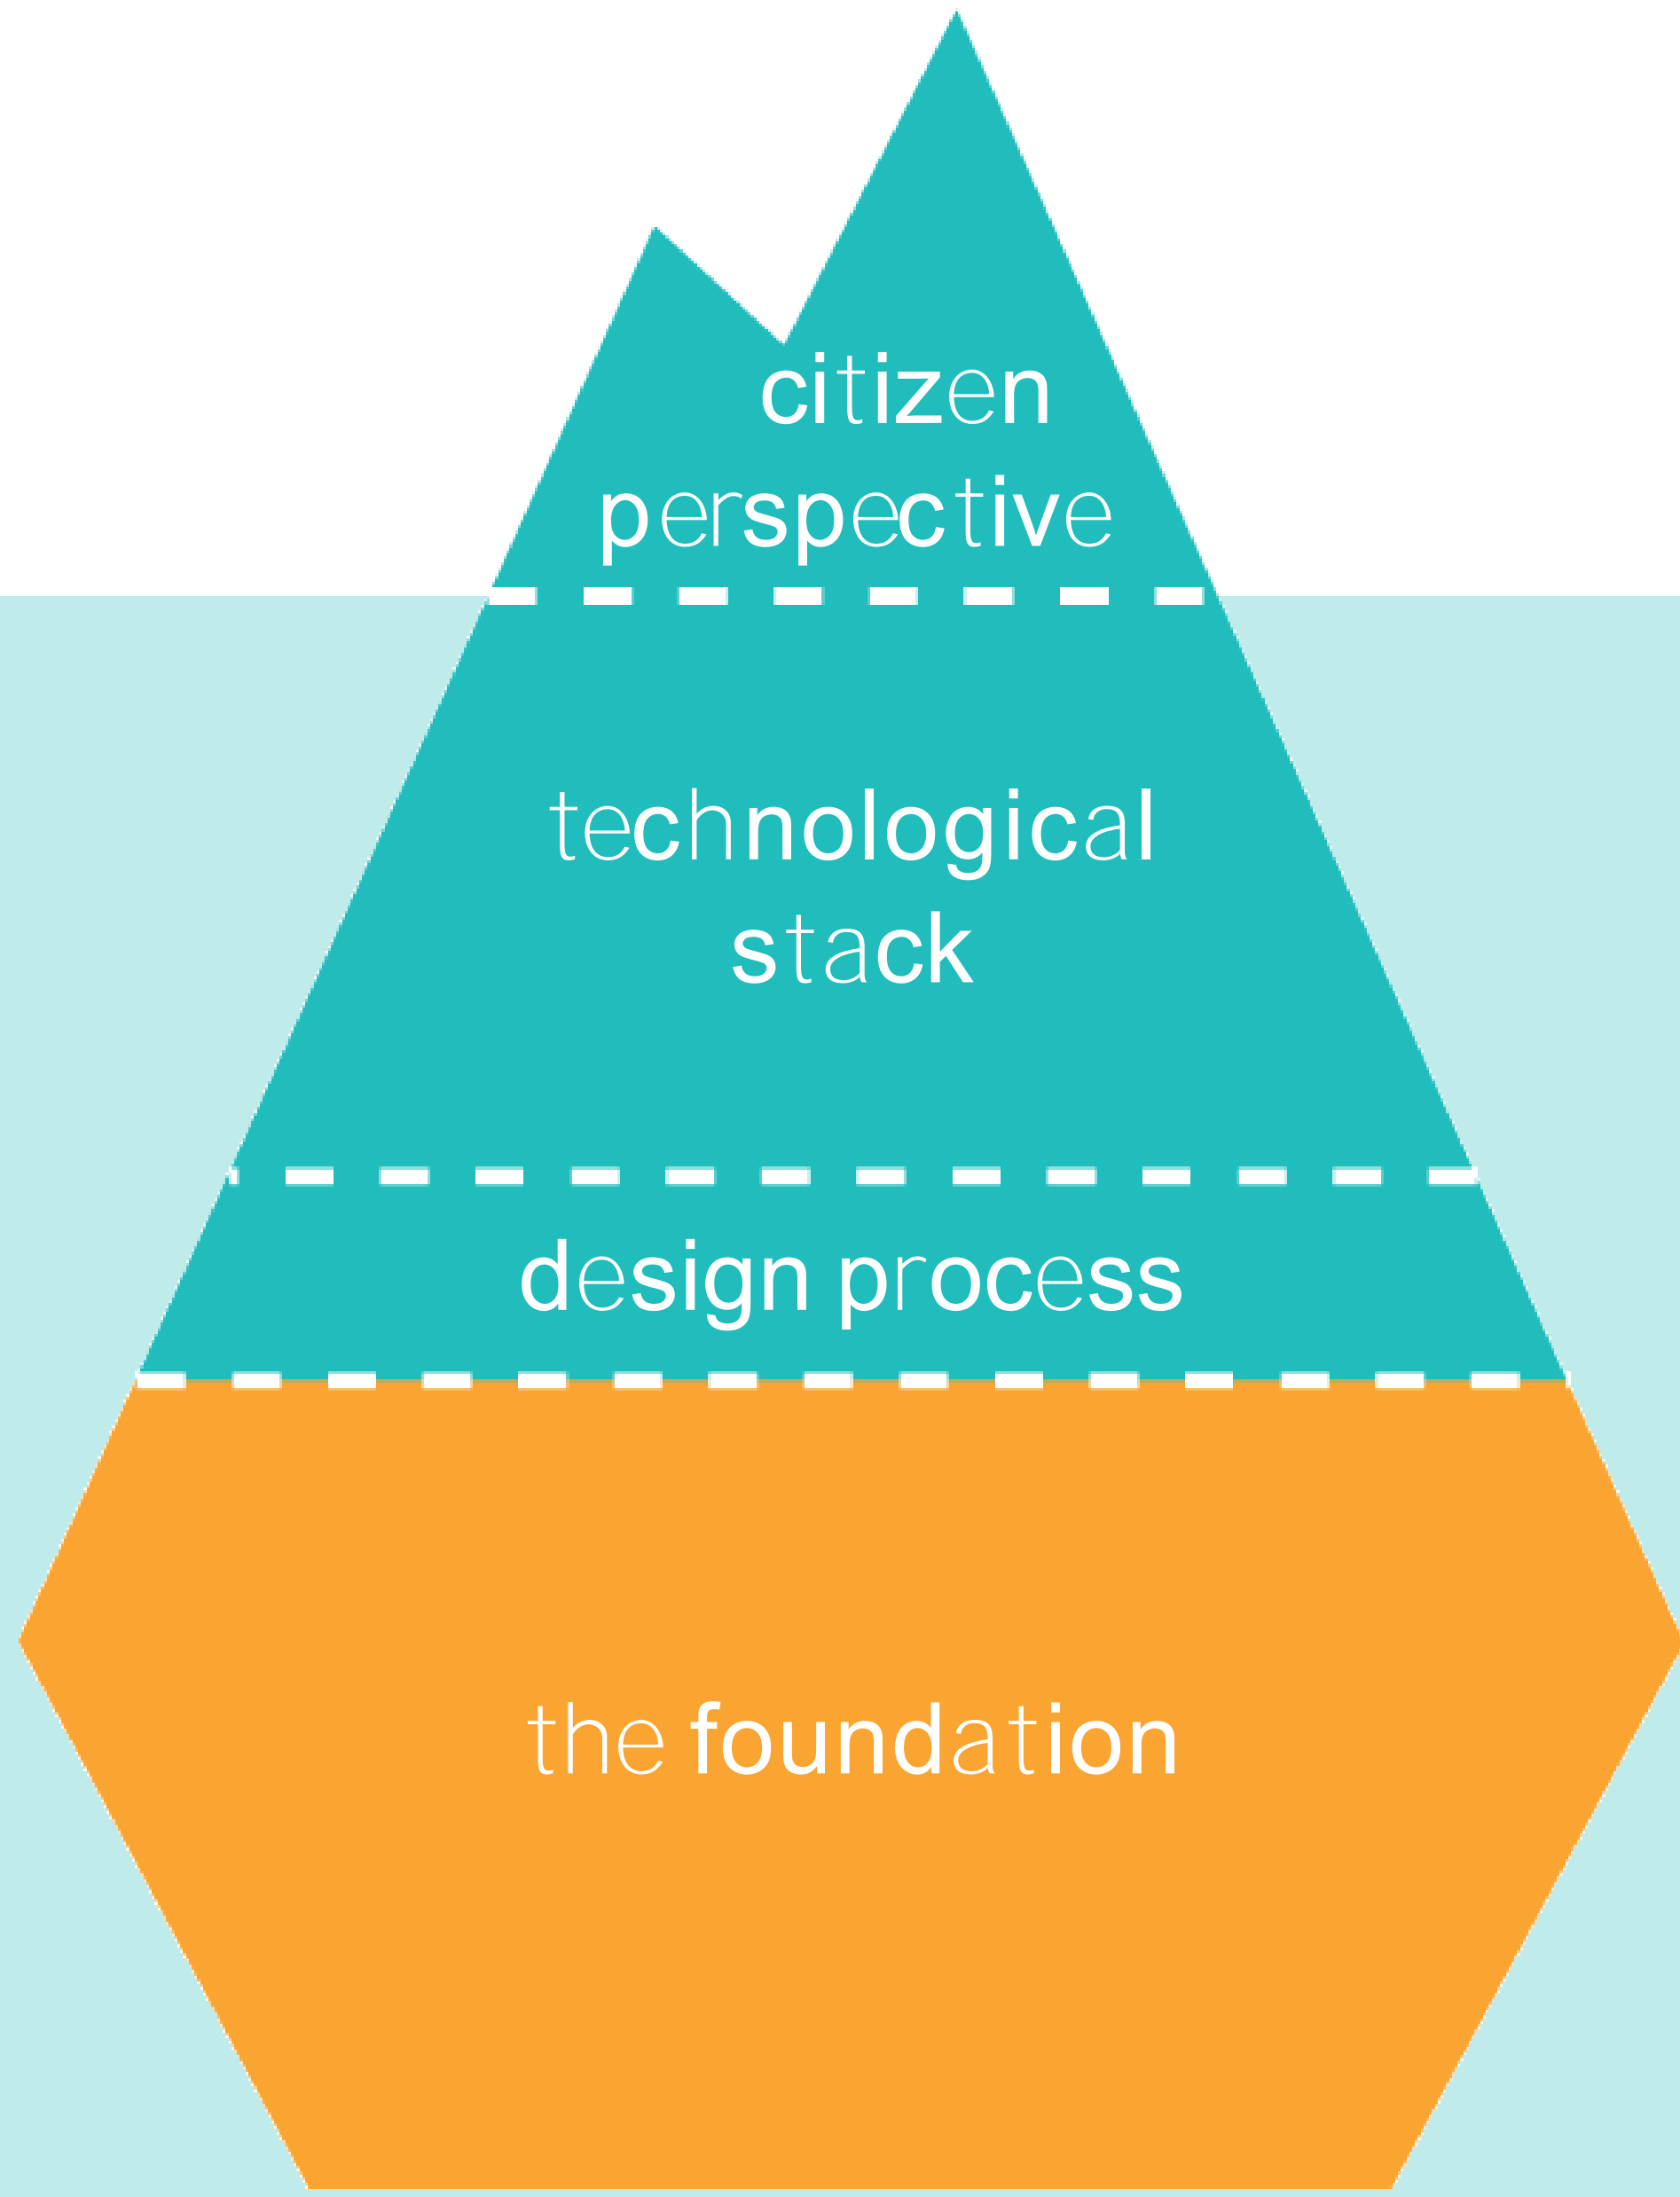 citizen
perspective
technological
stack
design process
the foundation